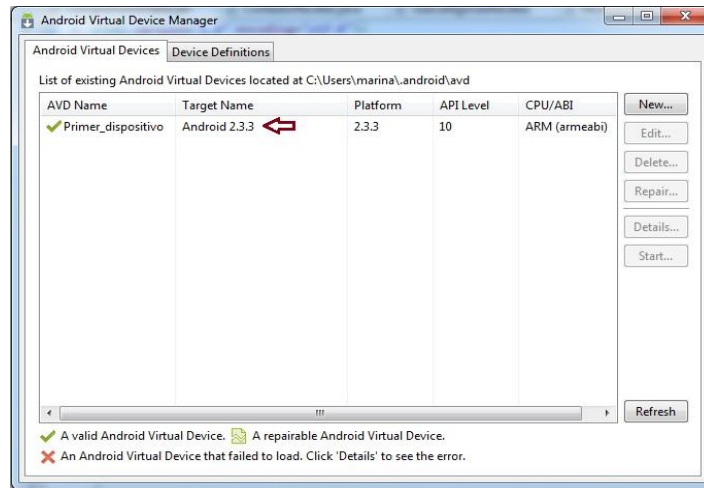 Android Virtual Device Manager
Android Virtual Devices Device Definitions
List of existing Android Virtual Devices located at C:\Users\marina\.android\avd
AVD Name Target Name Platform API Level CPU/ABI
Primer_dispositivo Android 2.3.3 2.3.3 10 ARM (armeabi)
New...
Edit...
Delete...
Repair...
Details...
Start...
Refresh
A valid Android Virtual Device. A repairable Android Virtual Device.
An Android Virtual Device that failed to load. Click 'Details' to see the error.